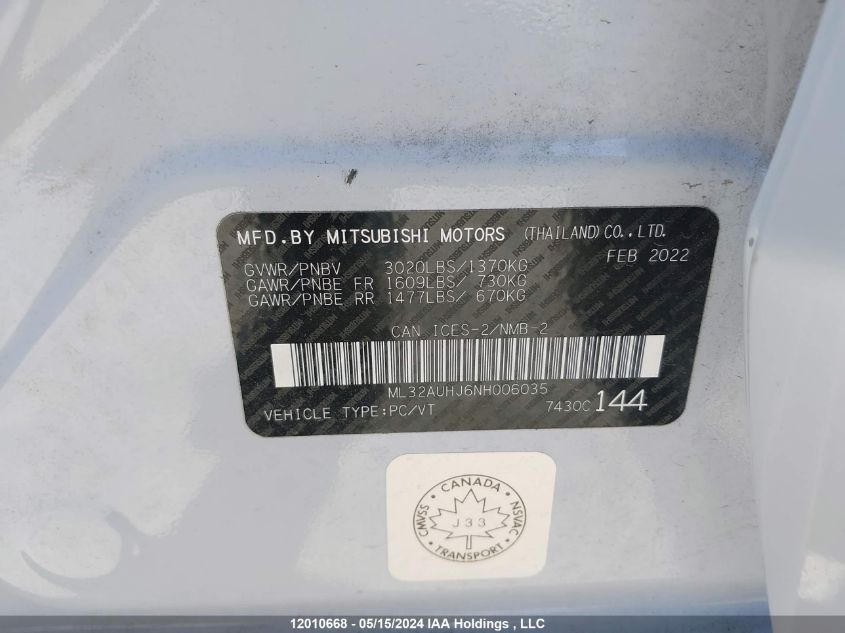 MFD.BY MITSUBISHI MOTORS (THAILAND)CO.,LTD.
FEB 2022
GVWR/PNBV 3020LBS/1370KG
GAWR/PNBE FR 1609LBS/ 730KG
GAWR/PNBE RR 1477LBS/ 670KG
CAN ICES-2/NMB-2
ML32AUHJ6NH006035
VEHICLE TYPE:PC/VT 7430C 144
CANADA
CMVSS J33 NSVAC
TRANSPORT
12010668 - 05/15/2024 IAA Holdings , LLC